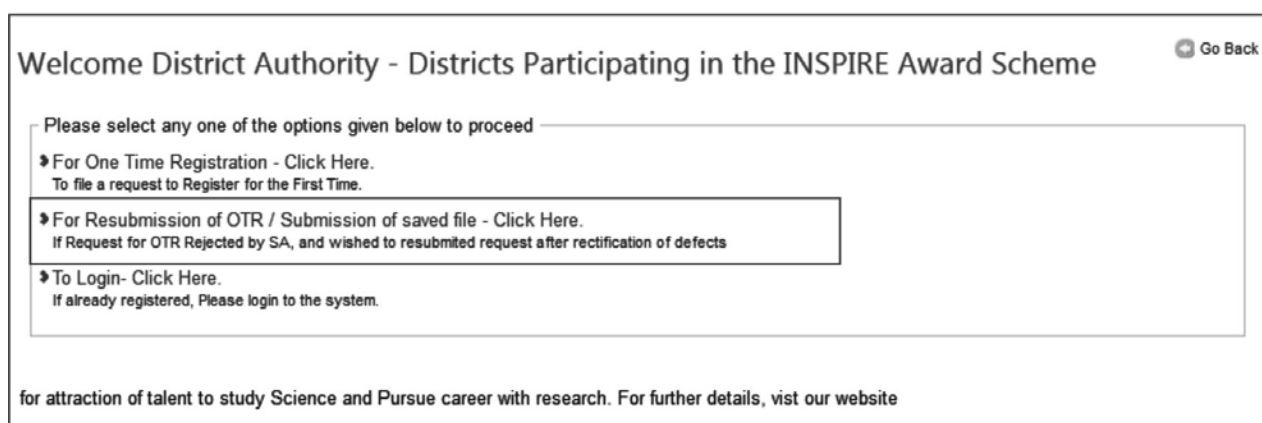 Go Back
Welcome District Authority - Districts Participating in the INSPIRE Award Scheme
Please select any one of the options given below to proceed
For One Time Registration - Click Here.
To file a request to Register for the First Time.
For Resubmission of OTR / Submission of saved file - Click Here.
If Request for OTR Rejected by SA, and wished to resubmited request after rectification of defects
To Login- Click Here.
If already registered, Please login to the system.
for attraction of talent to study Science and Pursue career with research. For further details, vist our website